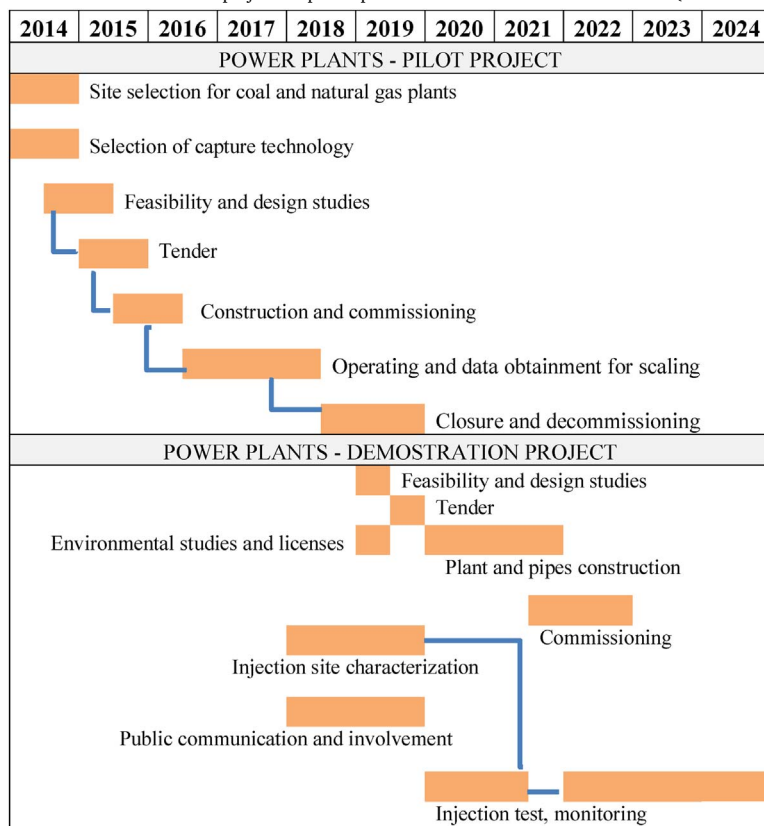 2014 2015 2016 2017 2018 2019 2020 2021 2022 2023 2024
POWER PLANTS - PILOT PROJECT
Site selection for coal and natural gas plants
Selection of capture technology
Feasibility and design studies
Tender
Construction and commissioning
Operating and data obtainment for scaling
Closure and decommissioning
POWER PLANTS - DEMOSTRATION PROJECT
Feasibility and design studies
Tender
Environmental studies and licenses
Plant and pipes construction
Commissioning
Injection site characterization
Public communication and involvement
Injection test, monitoring